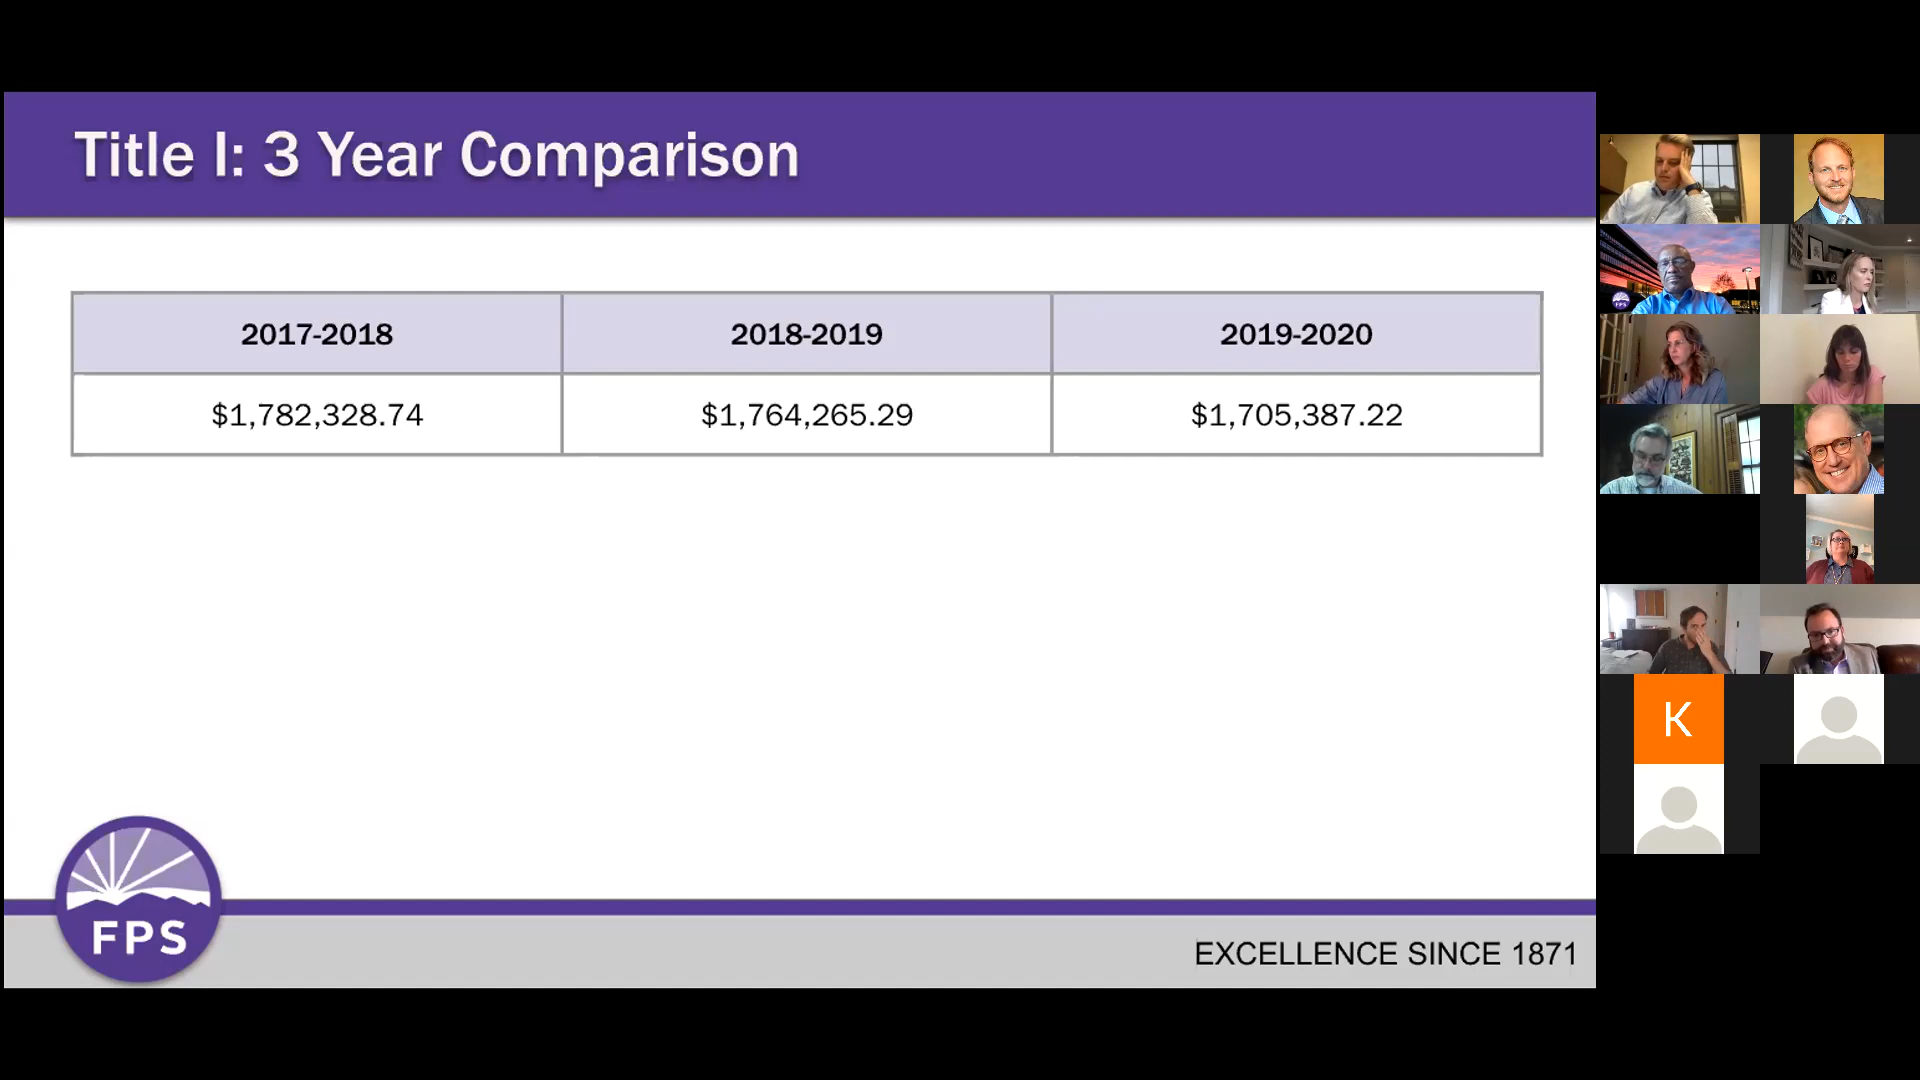 Title I: 3 Year Comparison
2017-2018 2018-2019 2019-2020
$1,782,328.74 $1,764,265.29 $1,705,387.22
FPS
EXCELLENCE SINCE 1871
FPS
K